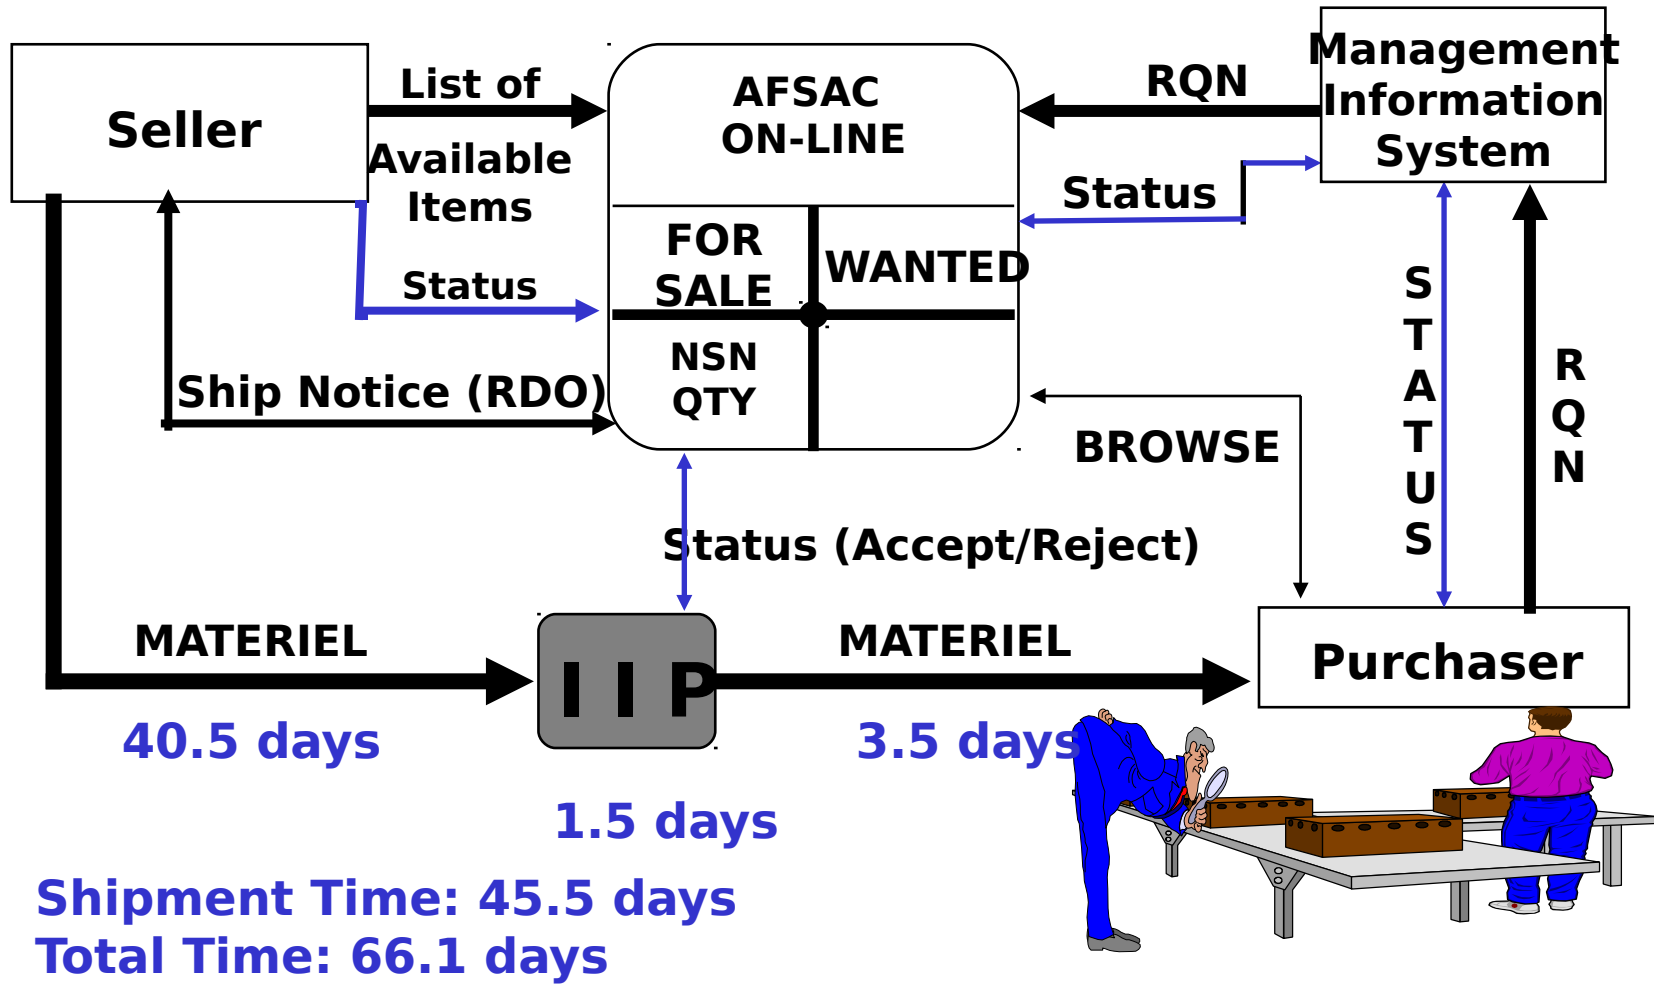 Seller
List of
Available
Items
Status
Ship Notice (RDO)
AFSAC
ON-LINE
FOR
SALE
WANTED
NSN
QTY
RQN
Status
Management
Information
System
BROWSE
S
T
A
T
U
S
R
Q
N
Status (Accept/Reject)
MATERIEL
I I P
MATERIEL
Purchaser
40.5 days
3.5 days
1.5 days
Shipment Time: 45.5 days
Total Time: 66.1 days